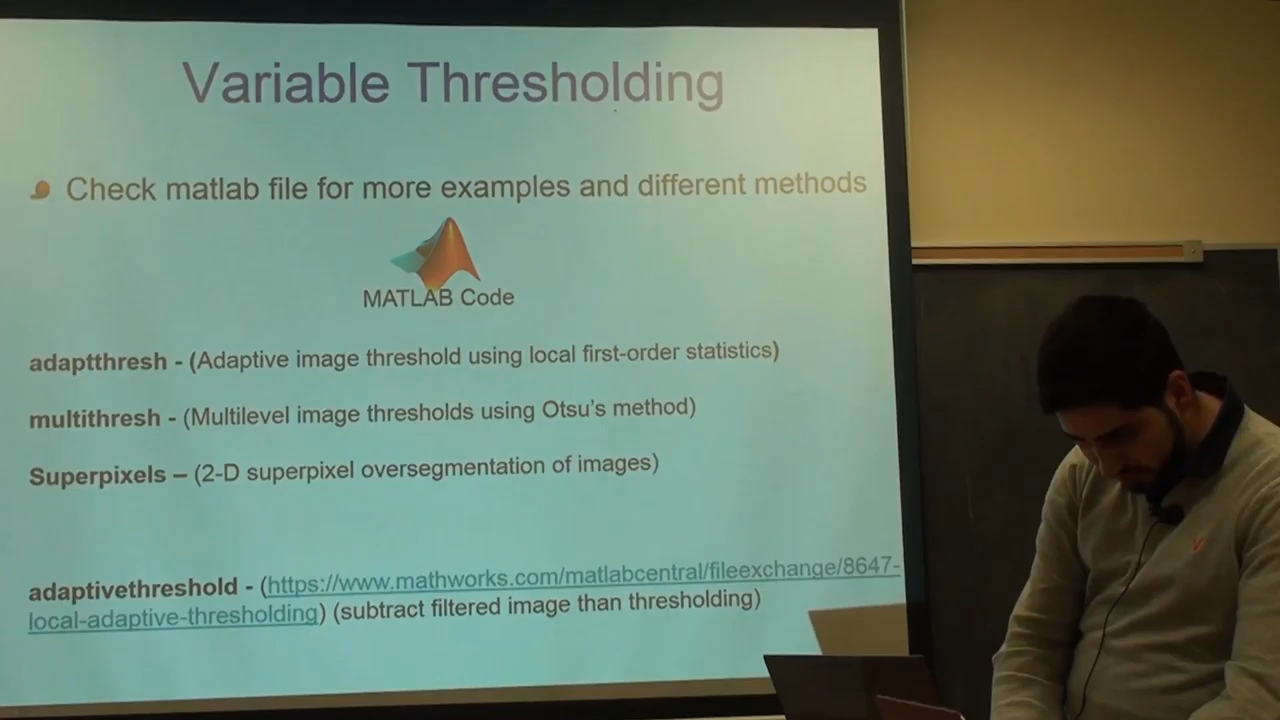 Variable Thresholding
Check matlab file for more examples and different methods
MATLAB Code
adaptthresh - (Adaptive image threshold using local first-order statistics)
multithresh - (Multilevel image thresholds using Otsu's method)
Superpixels – (2-D superpixel oversegmentation of images)
adaptivethreshold - (https://www.mathworks.com/matlabcentral/fileexchange/8647-
local-adaptive-thresholding) (subtract filtered image than thresholding)